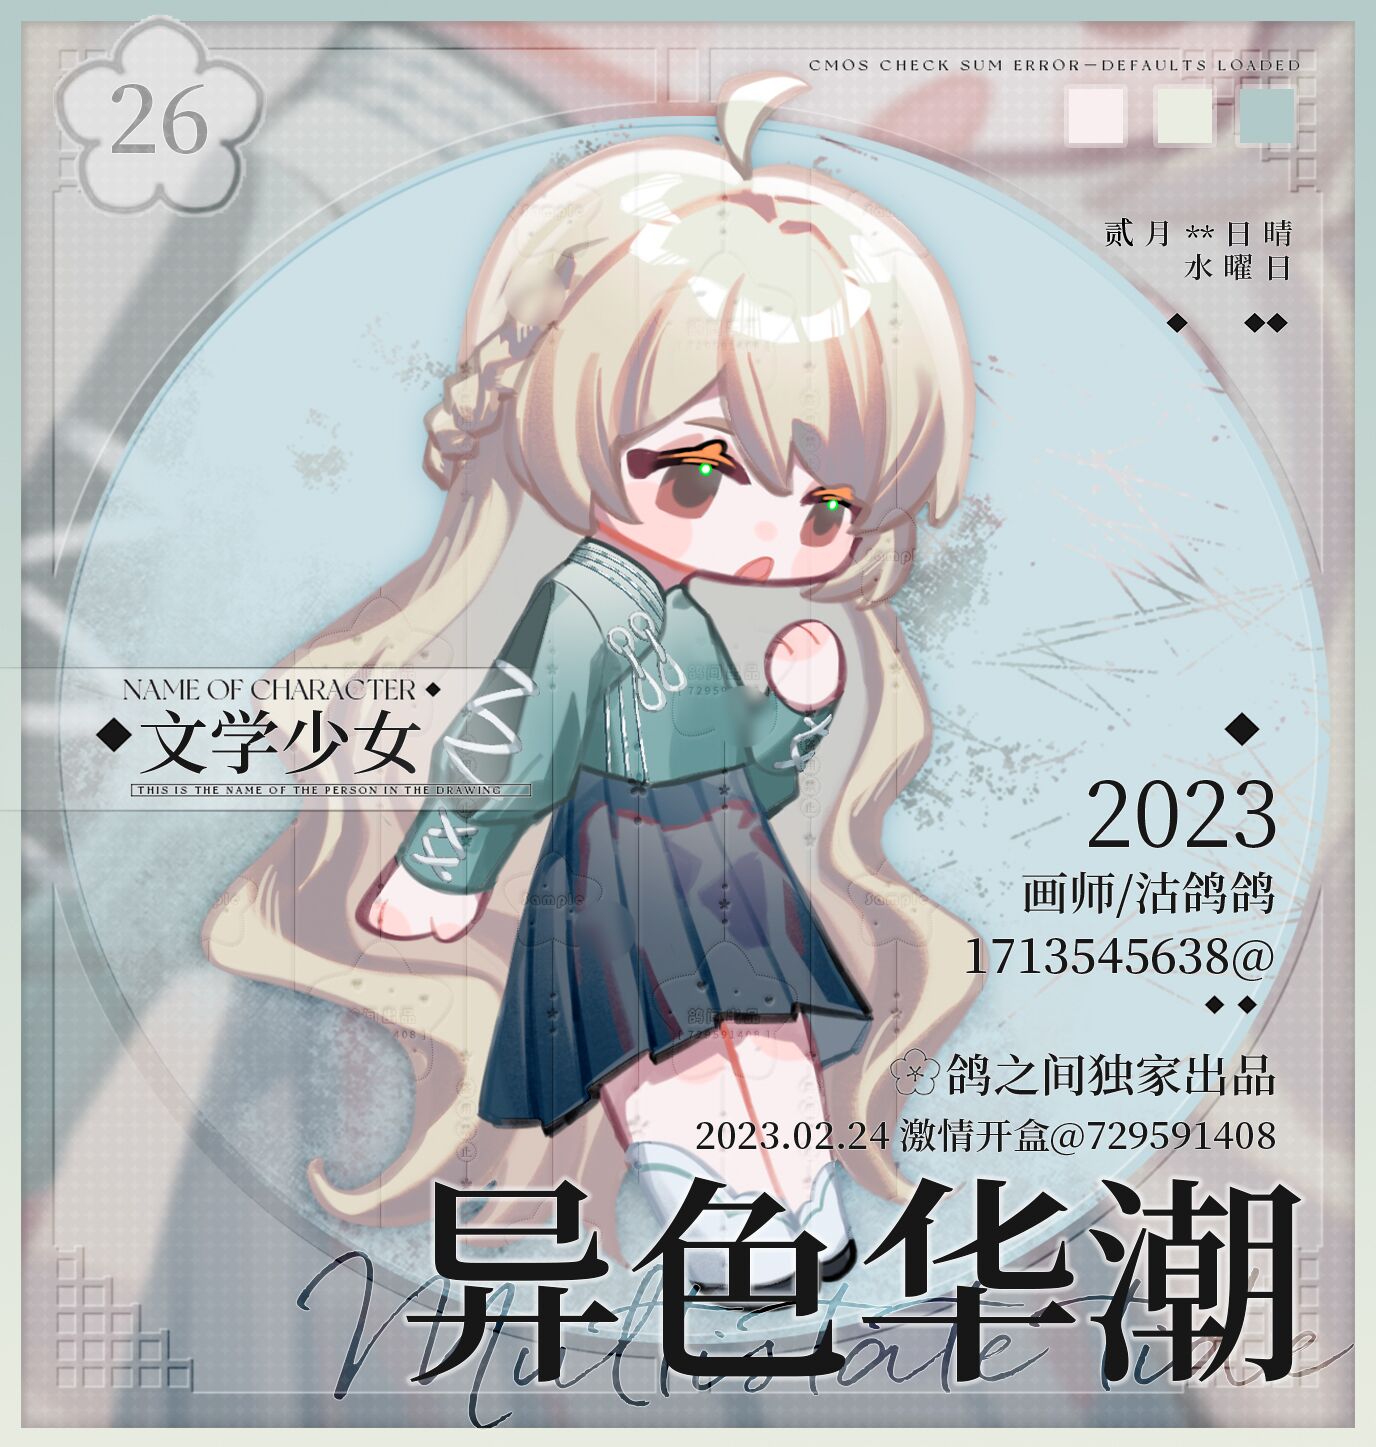 26
CMOS CHECK SUM ERROR—DEFAULTS LOADED
贰月**日晴
水曜日
NAME OF CHARACTER
文学少女
THIS IS THE NAME OF THE PERSON IN THE DRAWING
2023
画师/沽鸽鸽
1713545638@
鸽之间独家出品
2023.02.24 激情开盒@729591408
异色华潮
Multistate tide
Sample